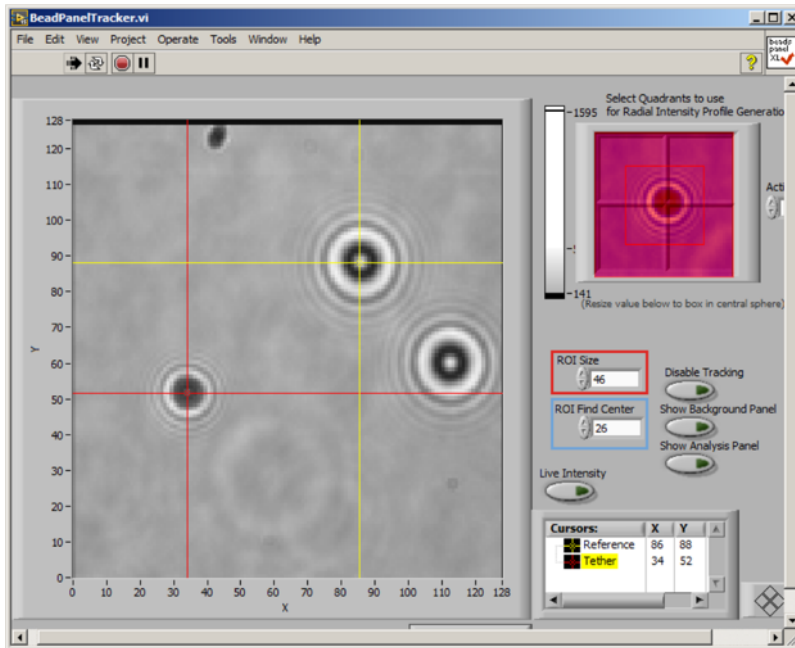 BeadPanelTracker.vi
File Edit View Project Operate Tools Window Help
beads
panel
XL
Select Quadrants to use
for Radial Intensity Profile Generatio
1595
141
Acti
(Resize value below to box in central sphere)
128
120
110
100
90
80
70
60
50
40
30
20
10
0
Y
0 10 20 30 40 50 60 70 80 90 100 110 120 128
X
ROI Size
46
ROI Find Center
26
Disable Tracking
Show Background Panel
Show Analysis Panel
Live Intensity
Cursors: X Y
Reference 86 88
Tether 34 52